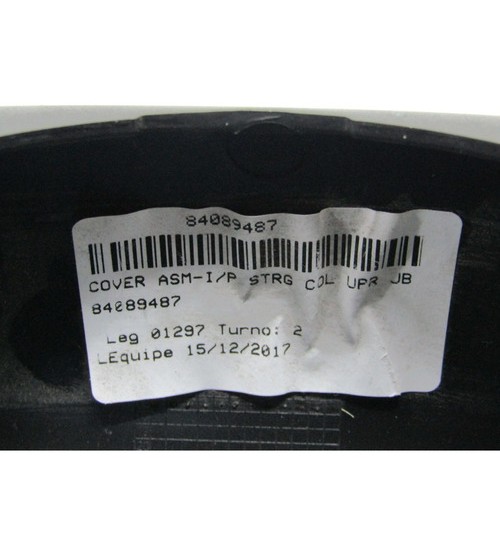 84089487
COVER ASM-I/P STRG COL UPR JB
84089487
Leg 01297 Turno: 2
LEquipe 15/12/2017